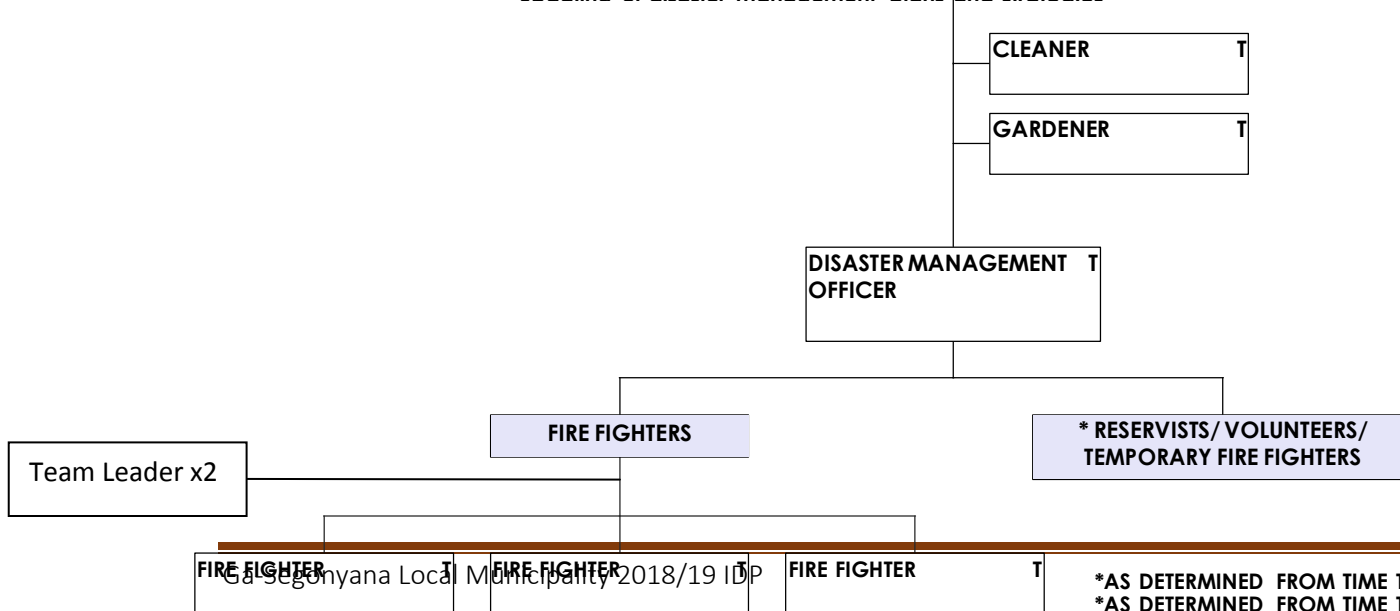 CLEANER T
GARDENER T
DISASTER MANAGEMENT T
OFFICER
FIRE FIGHTERS
* RESERVISTS/ VOLUNTEERS/
TEMPORARY FIRE FIGHTERS
Team Leader x2
FIRE FIGHTER T
FIRE FIGHTER T
FIRE FIGHTER T
Ga-Segonyana Local Municipality 2018/19 IDP
*AS DETERMINED FROM TIME T
*AS DETERMINED FROM TIME T